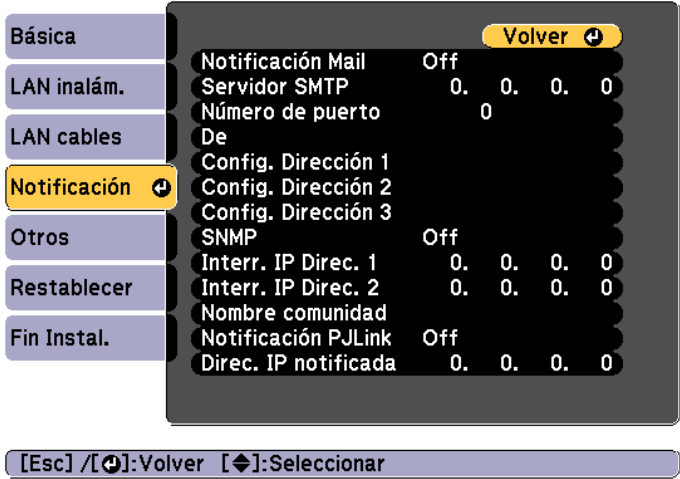 Básica
LAN inalám.
LAN cables
Notificación
Otros
Restablecer
Fin Instal.
Volver
Notificación Mail Off
Servidor SMTP 0. 0. 0. 0
Número de puerto 0
De
Config. Dirección 1
Config. Dirección 2
Config. Dirección 3
SNMP Off
Interr. IP Direc. 1 0. 0. 0. 0
Interr. IP Direc. 2 0. 0. 0. 0
Nombre comunidad
Notificación PJLink Off
Direc. IP notificada 0. 0. 0. 0
[Esc] /[⏎]:Volver [◆]:Seleccionar